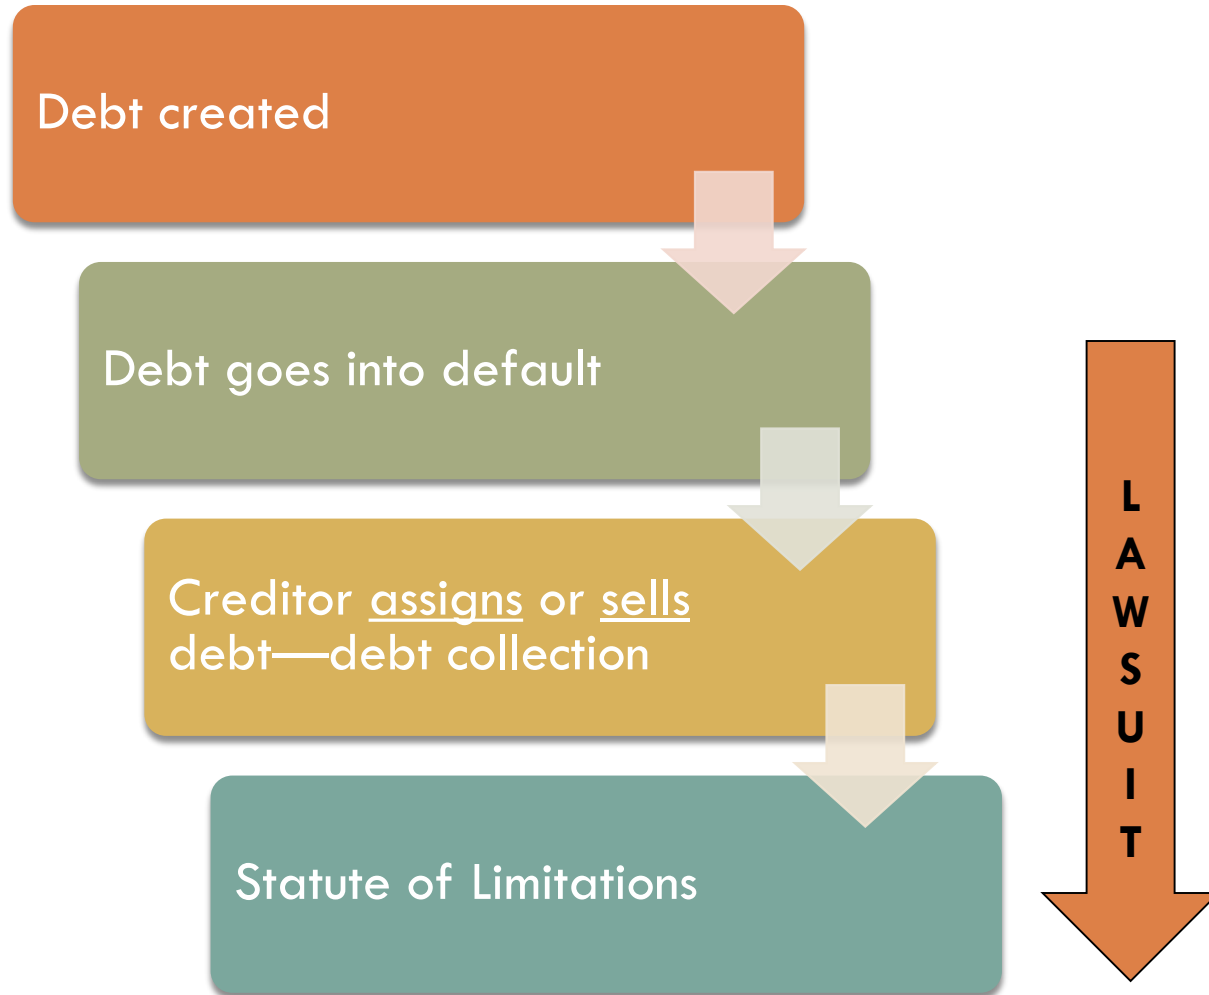 Debt created
Debt goes into default
Creditor assigns or sells
debt—debt collection
Statute of Limitations
L
A
W
S
U
I
T